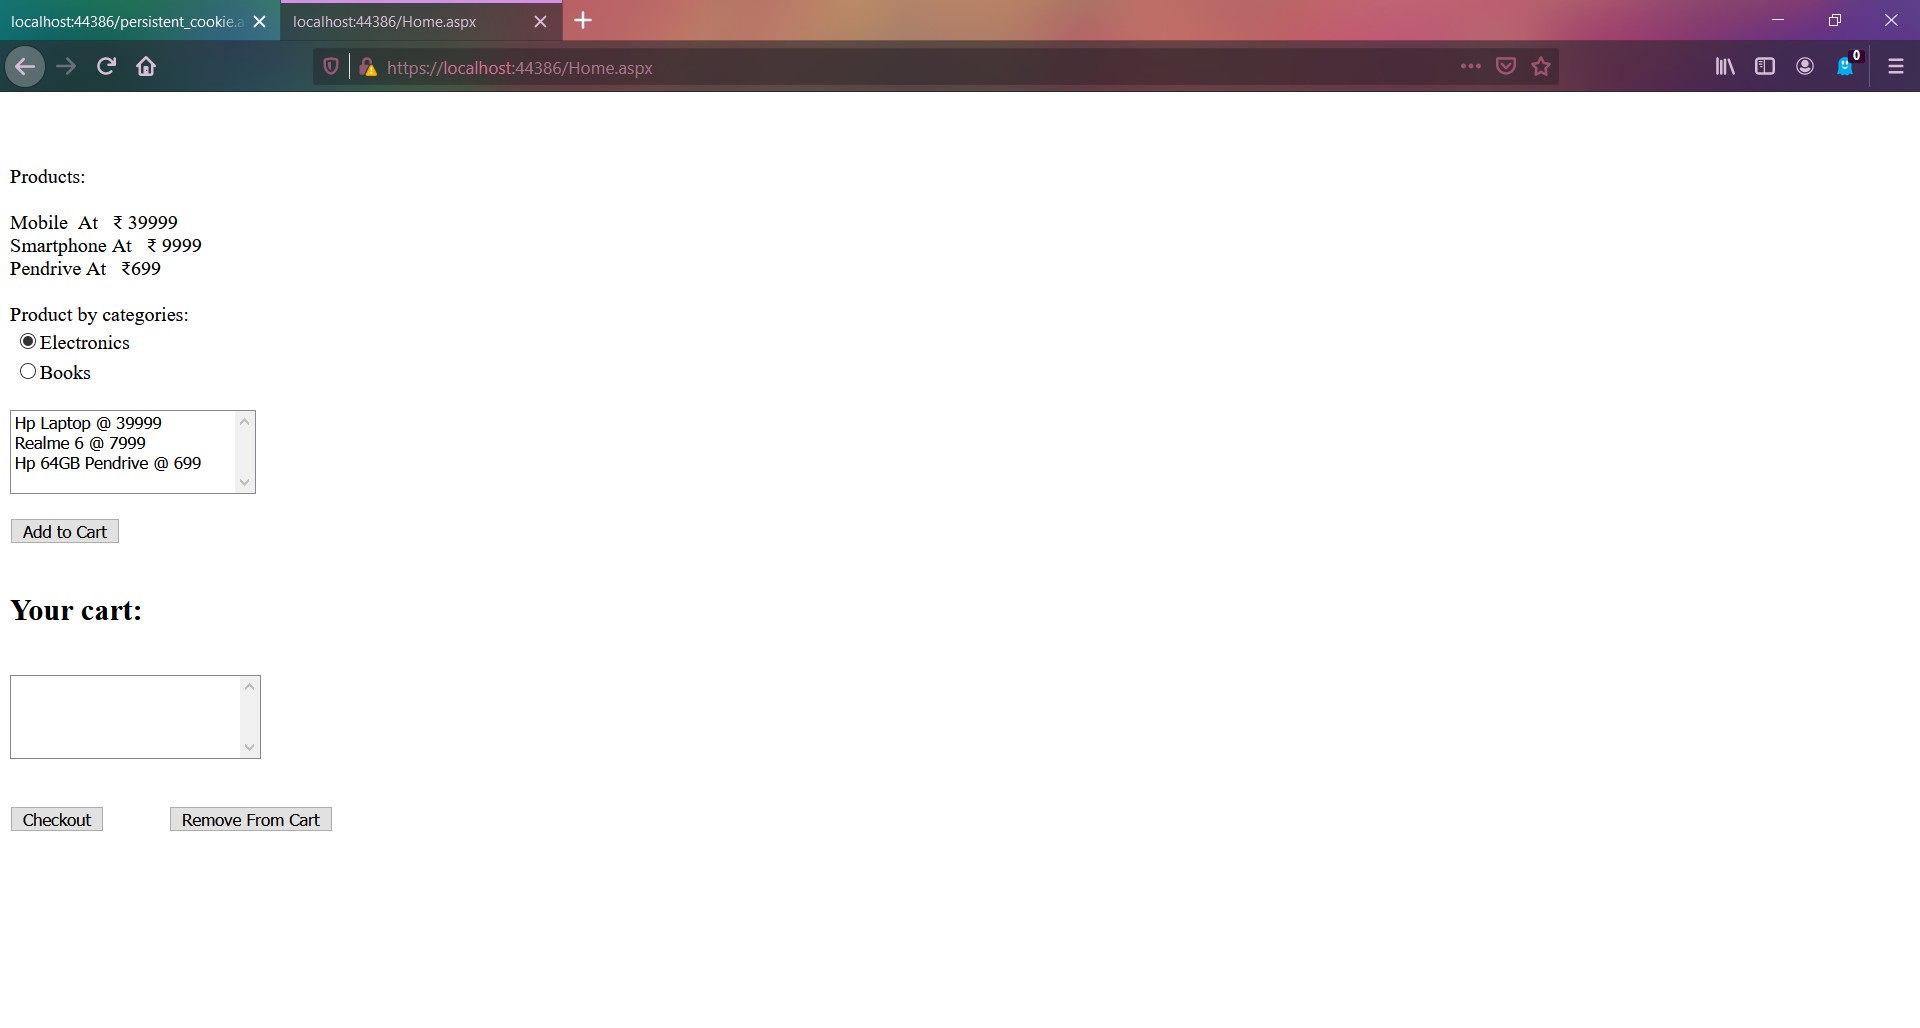 localhost:44386/persistent_cookie.a
localhost:44386/Home.aspx
https://localhost:44386/Home.aspx
0
Products:
Mobile At ₹ 39999
Smartphone At ₹ 9999
Pendrive At ₹699
Product by categories:
Electronics
Books
Hp Laptop @ 39999
Realme 6 @ 7999
Hp 64GB Pendrive @ 699
Add to Cart
Your cart:
Checkout Remove From Cart